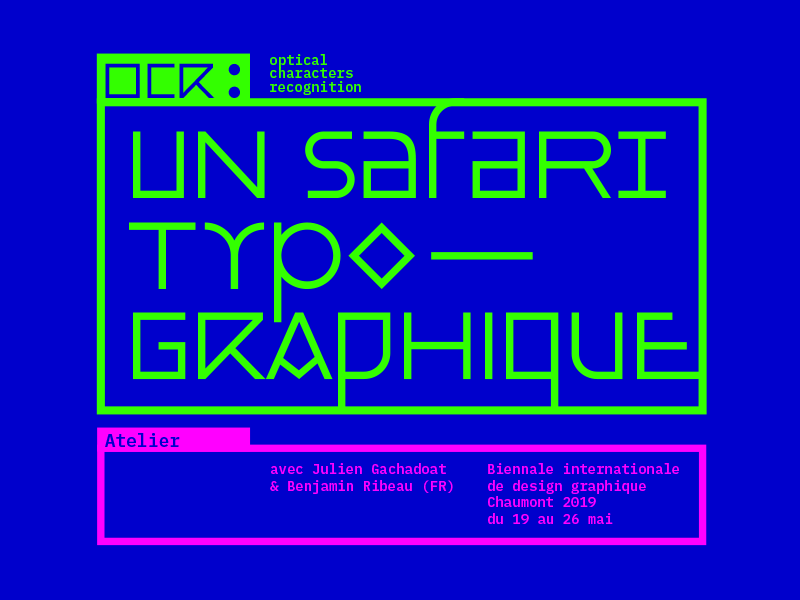 OCR:
optical
characters
recognition
UN safaRI
TYpo—
GRApHIqUE
Atelier
avec Julien Gachadoat
& Benjamin Ribeau (FR)
Biennale internationale
de design graphique
Chaumont 2019
du 19 au 26 mai